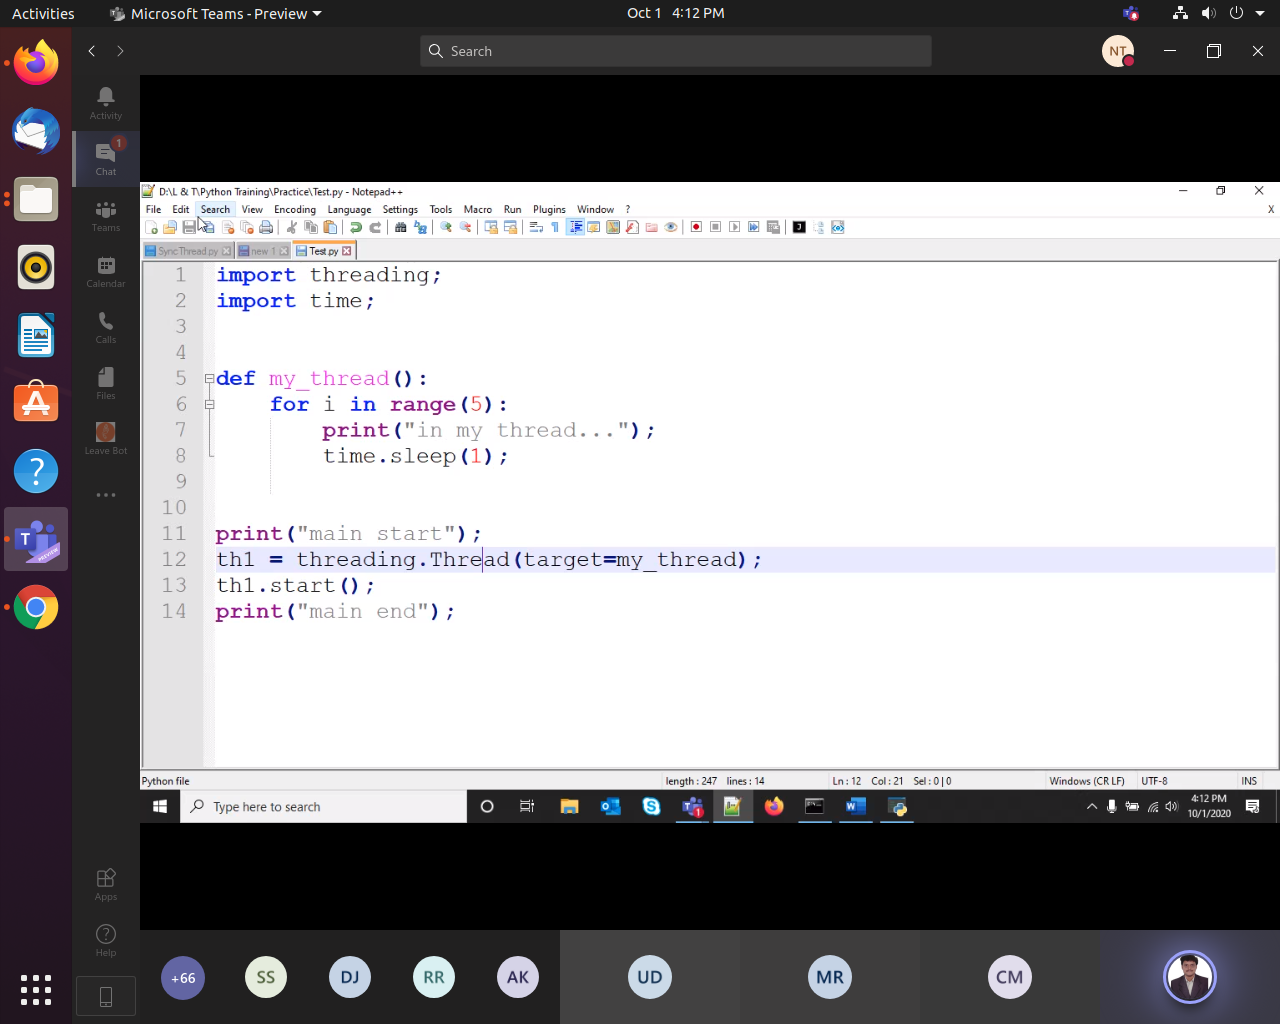 Activities
Microsoft Teams - Preview
Oct 1 4:12 PM
Search
NT
Activity
1
Chat
Teams
Calendar
Calls
Files
Leave Bot
Apps
Help
D:\L & T\Python Training\Practice\Test.py - Notepad++
File Edit Search View Encoding Language Settings Tools Macro Run Plugins Window ? X
SyncThread.py new 1 Test.py
1 import threading;
2 import time;
3
4
5 def my_thread():
6 for i in range(5):
7 print("in my thread...");
8 time.sleep(1);
9
10
11 print("main start");
12 th1 = threading.Thread(target=my_thread);
13 th1.start();
14 print("main end");
Python file length : 247 lines : 14 Ln : 12 Col : 21 Sel : 0 | 0 Windows (CR LF) UTF-8 INS
Type here to search
4:12 PM
10/1/2020
+66 SS DJ RR AK UD MR CM